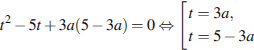 t² − 5t + 3a(5 − 3a) = 0 ⇔ [ t = 3a,
t = 5 − 3a